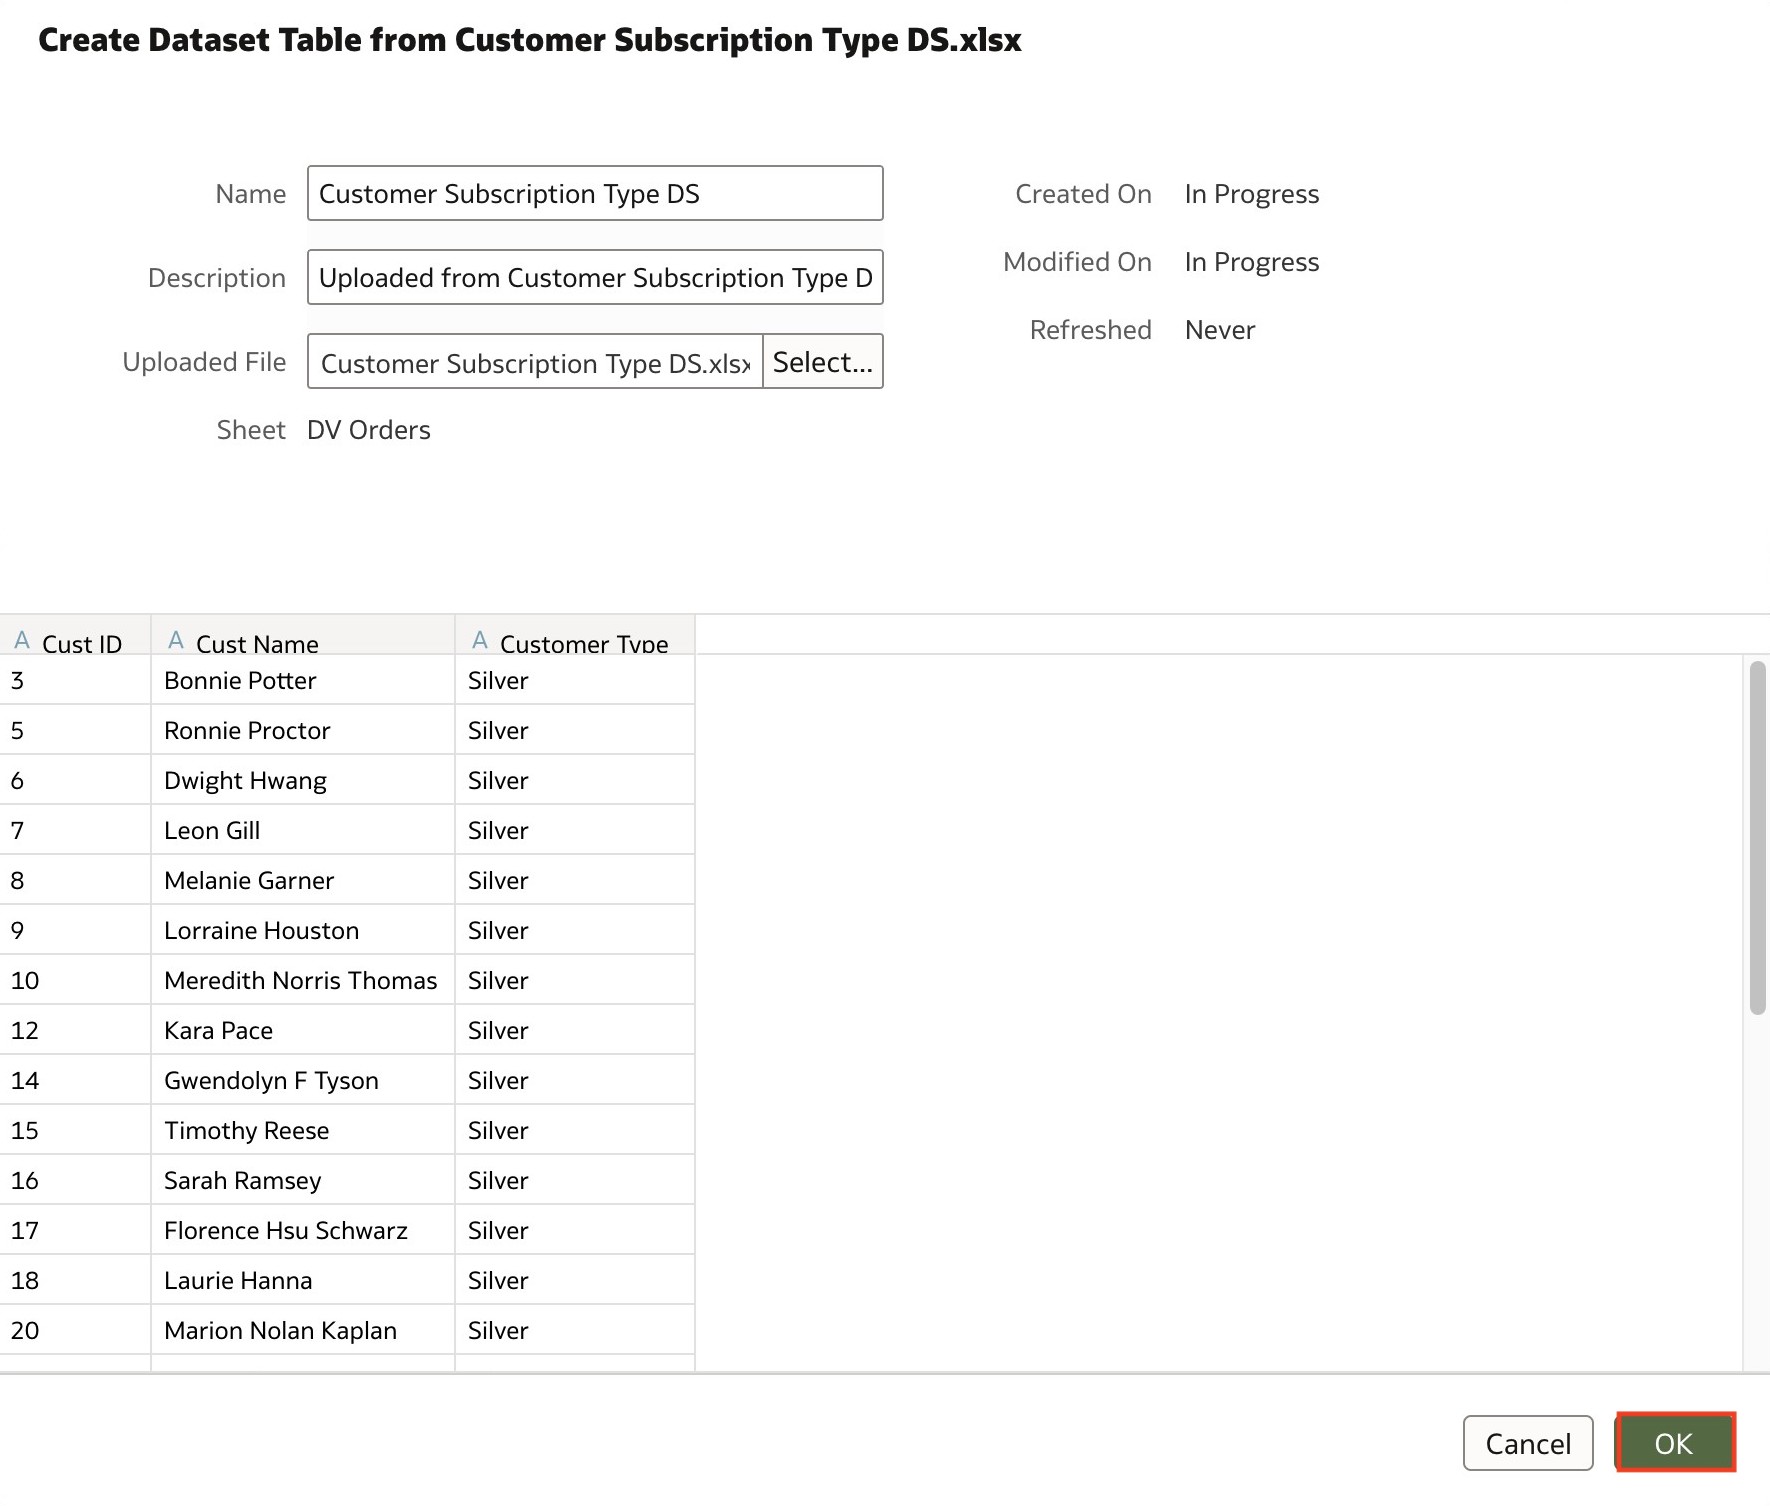 Create Dataset Table from Customer Subscription Type DS.xlsx
Name Customer Subscription Type DS
Created On In Progress
Description Uploaded from Customer Subscription Type D
Modified On In Progress
Uploaded File Customer Subscription Type DS.xlsx Select...
Refreshed Never
Sheet DV Orders
A Cust ID A Cust Name A Customer Type
3 Bonnie Potter Silver
5 Ronnie Proctor Silver
6 Dwight Hwang Silver
7 Leon Gill Silver
8 Melanie Garner Silver
9 Lorraine Houston Silver
10 Meredith Norris Thomas Silver
12 Kara Pace Silver
14 Gwendolyn F Tyson Silver
15 Timothy Reese Silver
16 Sarah Ramsey Silver
17 Florence Hsu Schwarz Silver
18 Laurie Hanna Silver
20 Marion Nolan Kaplan Silver
Cancel OK